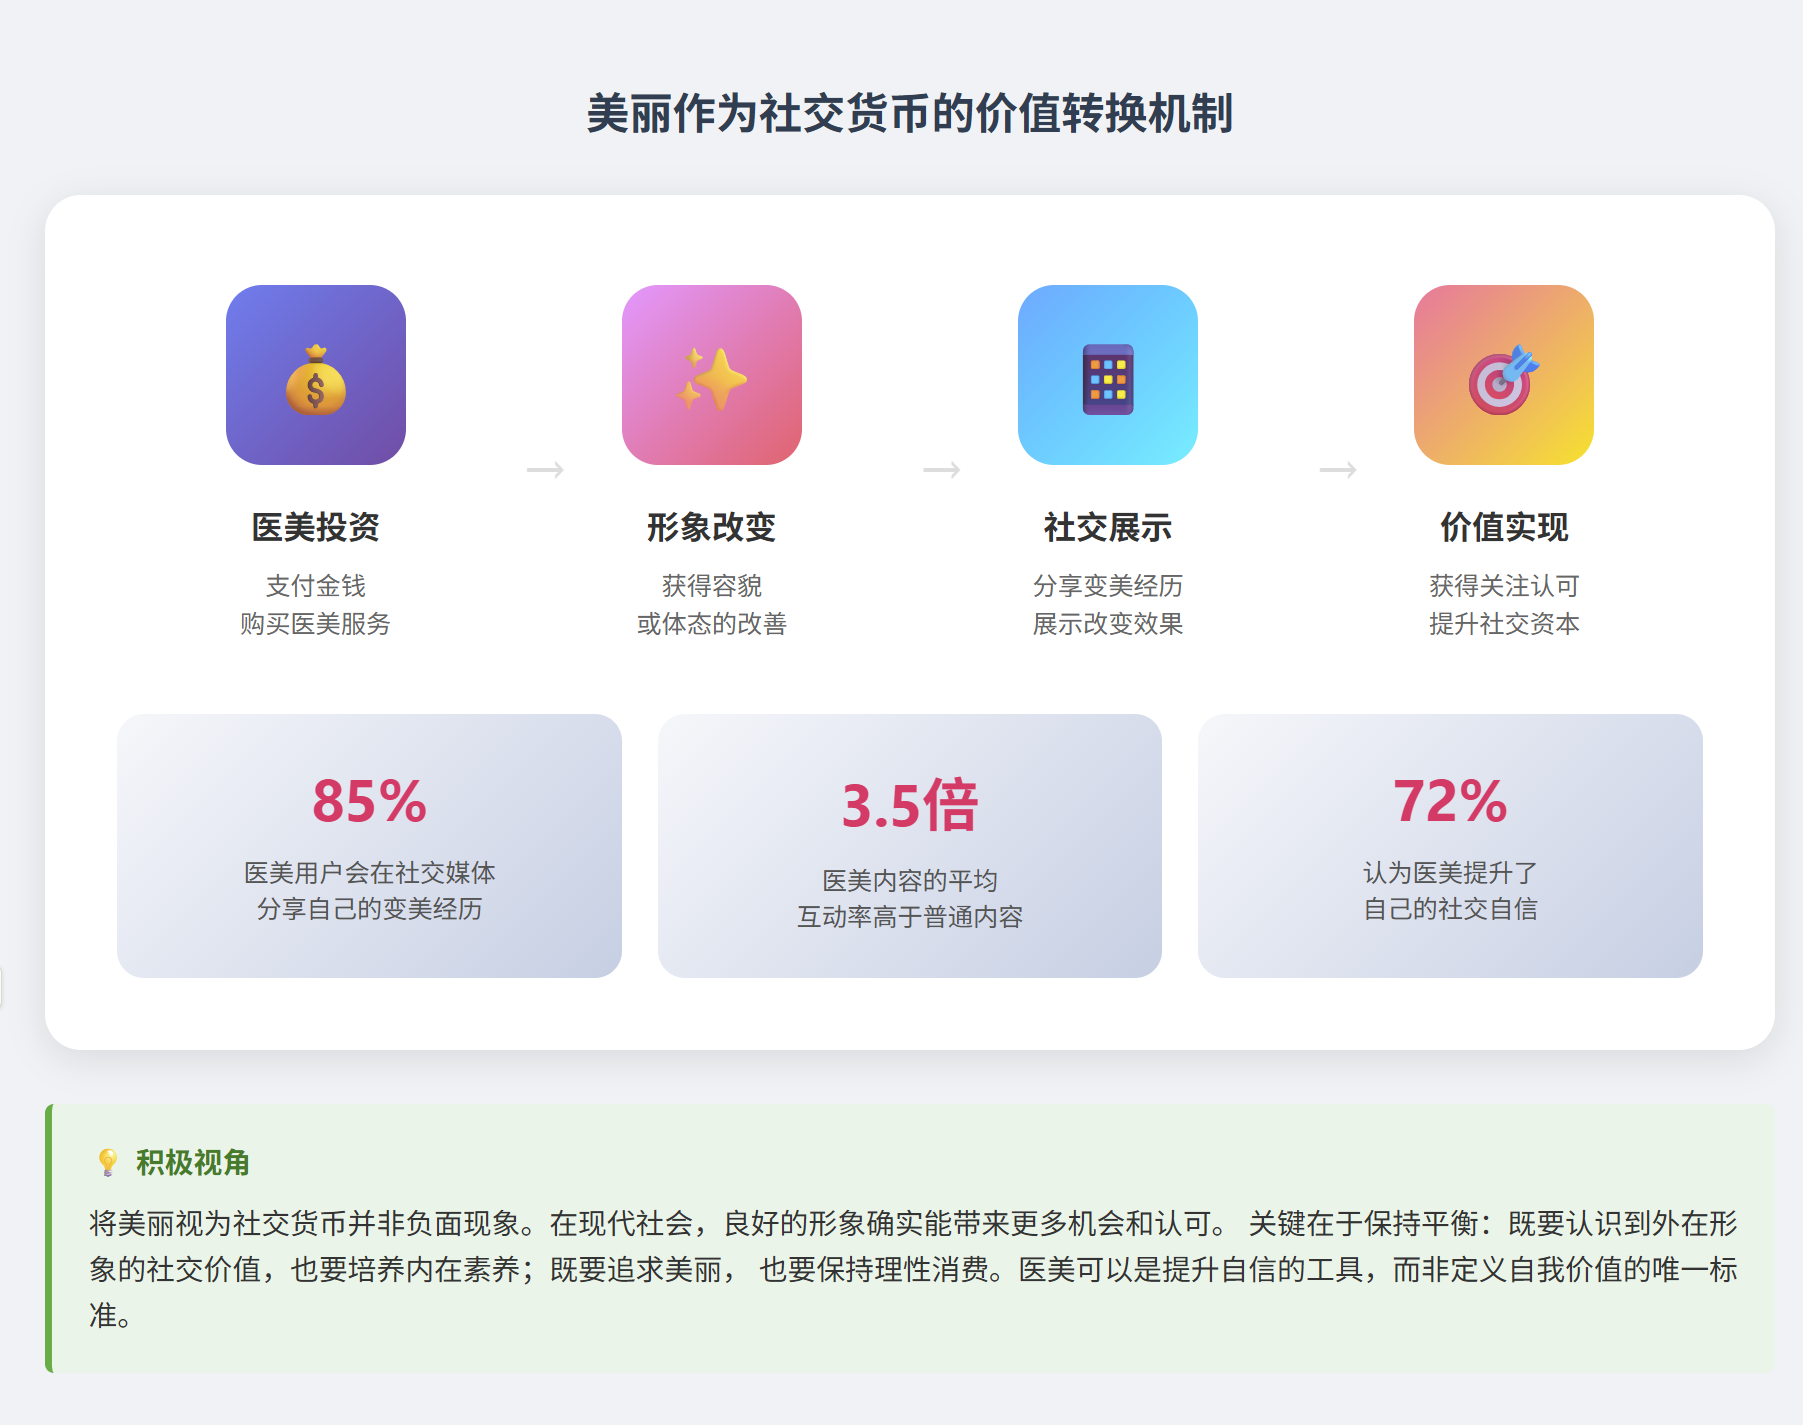 美丽作为社交货币的价值转换机制
医美投资
支付金钱
购买医美服务
→
形象改变
获得容貌
或体态的改善
→
社交展示
分享变美经历
展示改变效果
→
价值实现
获得关注认可
提升社交资本
85%
医美用户会在社交媒体
分享自己的变美经历
3.5倍
医美内容的平均
互动率高于普通内容
72%
认为医美提升了
自己的社交自信
💡 积极视角
将美丽视为社交货币并非负面现象。在现代社会，良好的形象确实能带来更多机会和认可。 关键在于保持平衡：既要认识到外在形
象的社交价值，也要培养内在素养；既要追求美丽， 也要保持理性消费。医美可以是提升自信的工具，而非定义自我价值的唯一标
准。